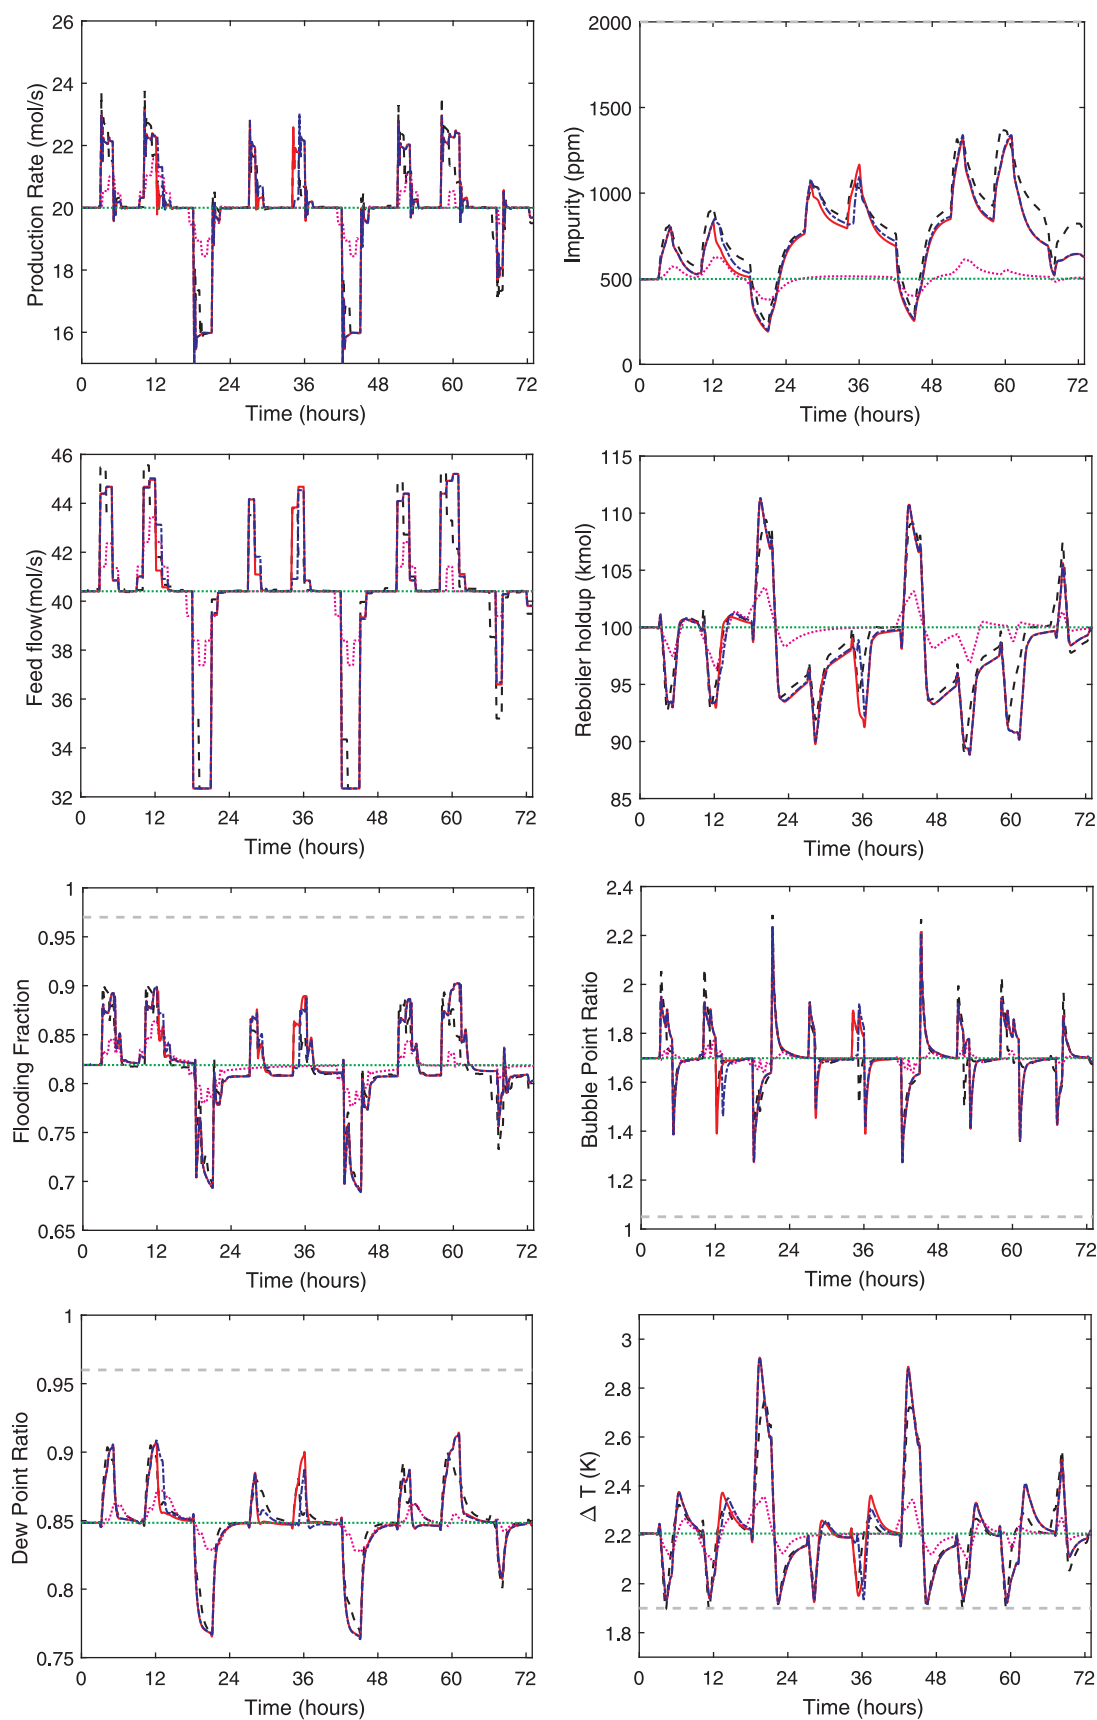 26
24
22
20
18
16
Production Rate (mol/s)
0 12 24 36 48 60 72
Time (hours)
2000
1500
1000
500
0
Impurity (ppm)
0 12 24 36 48 60 72
Time (hours)
46
44
42
40
38
36
34
32
Feed flow(mol/s)
0 12 24 36 48 60 72
Time (hours)
115
110
105
100
95
90
85
Reboiler holdup (kmol)
0 12 24 36 48 60 72
Time (hours)
1
0.95
0.9
0.85
0.8
0.75
0.7
0.65
Flooding Fraction
0 12 24 36 48 60 72
Time (hours)
2.4
2.2
2
1.8
1.6
1.4
1.2
1
Bubble Point Ratio
0 12 24 36 48 60 72
Time (hours)
1
0.95
0.9
0.85
0.8
0.75
Dew Point Ratio
0 12 24 36 48 60 72
Time (hours)
3
2.8
2.6
2.4
2.2
2
1.8
Δ T (K)
0 12 24 36 48 60 72
Time (hours)